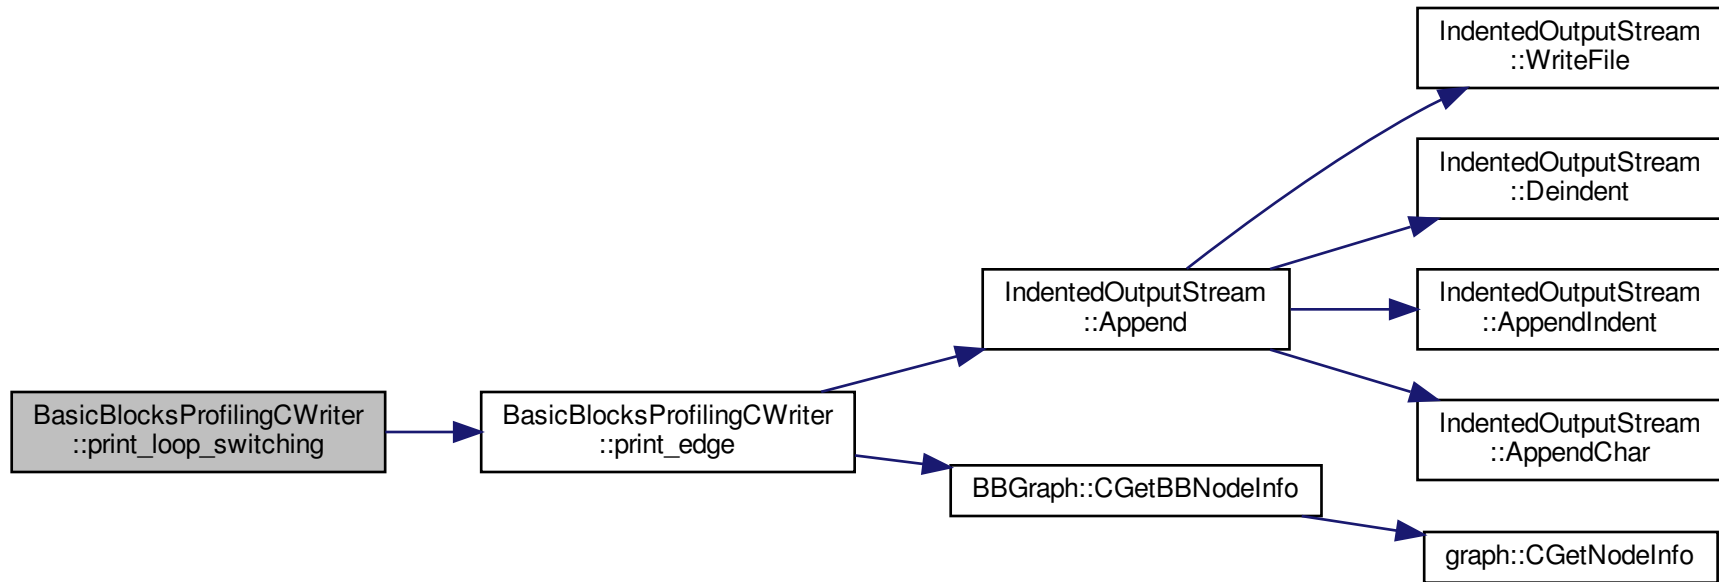 BasicBlocksProfilingCWriter
::print_loop_switching
BasicBlocksProfilingCWriter
::print_edge
IndentedOutputStream
::Append
BBGraph::CGetBBNodeInfo
IndentedOutputStream
::WriteFile
IndentedOutputStream
::Deindent
IndentedOutputStream
::AppendIndent
IndentedOutputStream
::AppendChar
graph::CGetNodeInfo